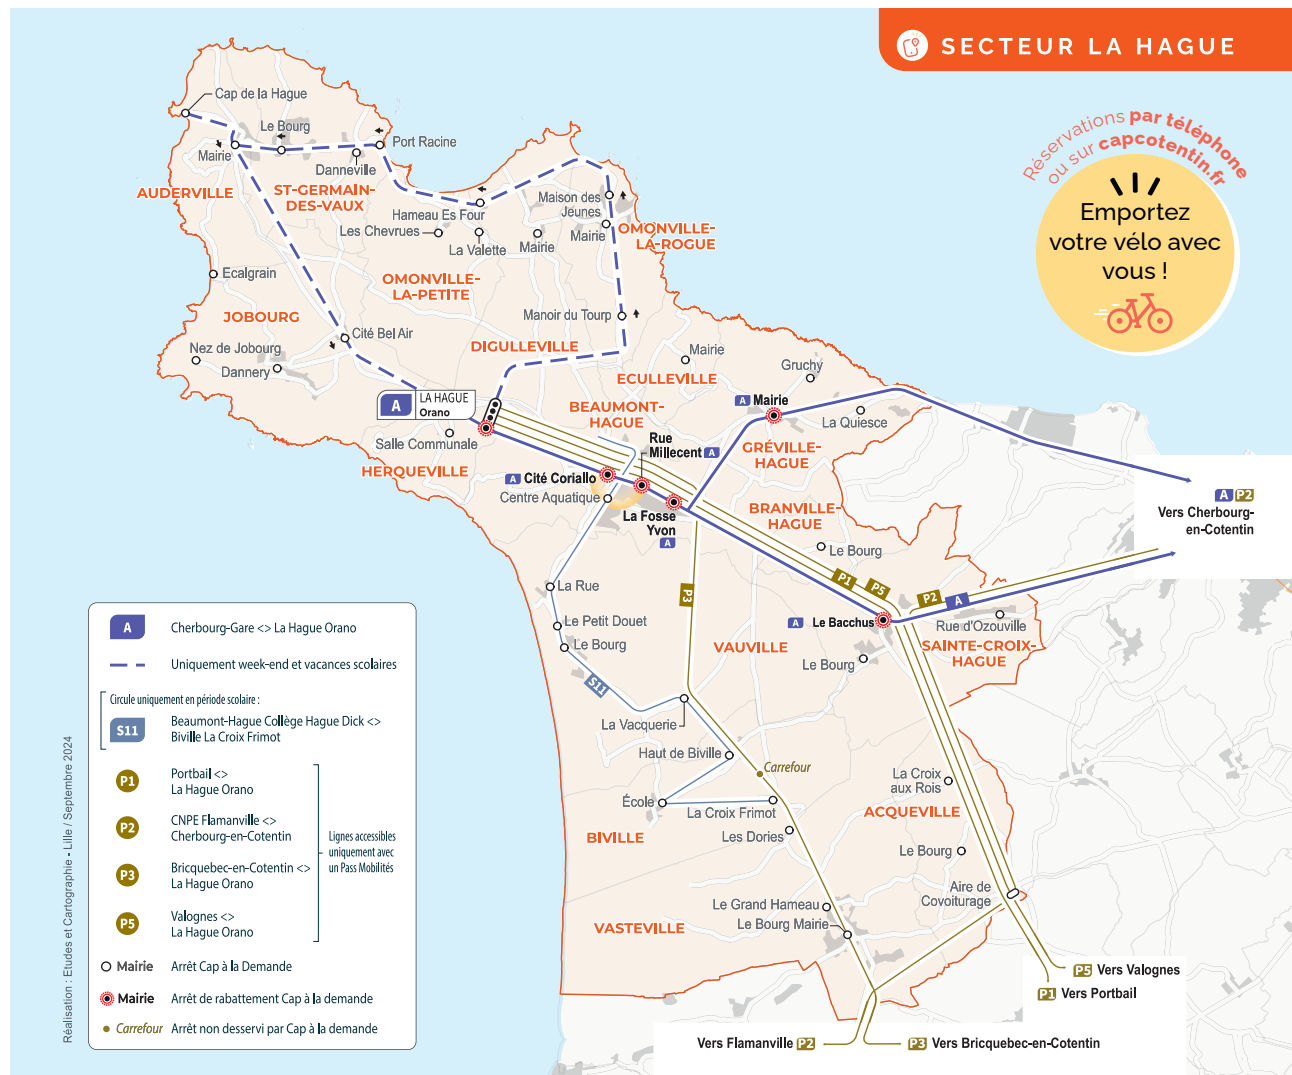 SECTEUR LA HAGUE
Réservations par téléphone
ou sur capcotentin.fr
Emportez
votre vélo avec
vous !
Cap de la Hague
Le Bourg
Mairie
Danneville
Port Racine
AUDERVILLE
ST-GERMAIN-
DES-VAUX
Hameau Es Four
Les Chevrues
La Valette
Mairie
Maison des
Jeunes
Mairie
OMONVILLE-
LA-ROGUE
Ecalgrain
OMONVILLE-
LA-PETITE
JOBOURG
Manoir du Tourp
Cité Bel Air
DIGULLEVILLE
Nez de Jobourg
Dannery
Mairie
Gruchy
ECULLEVILLE
A
LA HAGUE
Orano
BEAUMONT-
HAGUE
A Mairie
La Quiesce
Salle Communale
Rue
Millecent A
GRÉVILLE-
HAGUE
HERQUEVILLE
A Cité Coriallo
Centre Aquatique
La Fosse
Yvon
A
BRANVILLE-
HAGUE
A P2
Vers Cherbourg-
en-Cotentin
Le Bourg
P1
P5
P2
A
P3
La Rue
Le Petit Douet
Le Bourg
A Le Bacchus
Rue d'Ozouville
VAUVILLE
SAINTE-CROIX-
HAGUE
Le Bourg
S11
La Vacquerie
Haut de Biville
Carrefour
La Croix
aux Rois
École
La Croix Frimot
ACQUEVILLE
BIVILLE
Les Dories
Le Bourg
Aire de
Covoiturage
Le Grand Hameau
Le Bourg Mairie
VASTEVILLE
P5 Vers Valognes
P1 Vers Portbail
Vers Flamanville P2
P3 Vers Bricquebec-en-Cotentin
A
Cherbourg-Gare <> La Hague Orano
Uniquement week-end et vacances scolaires
Circule uniquement en période scolaire :
S11
Beaumont-Hague Collège Hague Dick <>
Biville La Croix Frimot
P1
Portbail <>
La Hague Orano
P2
CNPE Flamanville <>
Cherbourg-en-Cotentin
P3
Bricquebec-en-Cotentin <>
La Hague Orano
P5
Valognes <>
La Hague Orano
Lignes accessibles
uniquement avec
un Pass Mobilités
Mairie Arrêt Cap à la Demande
Mairie Arrêt de rabattement Cap à la demande
Carrefour Arrêt non desservi par Cap à la demande
Réalisation : Etudes et Cartographie - Lille / Septembre 2024